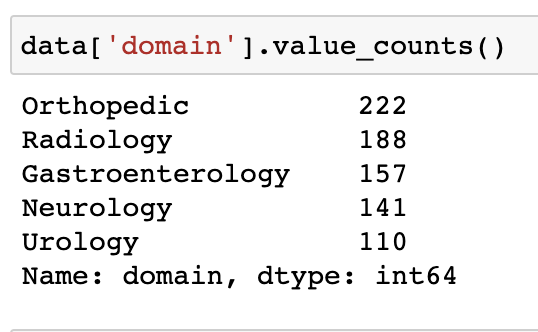 data['domain'].value_counts()
Orthopedic 222
Radiology 188
Gastroenterology 157
Neurology 141
Urology 110
Name: domain, dtype: int64